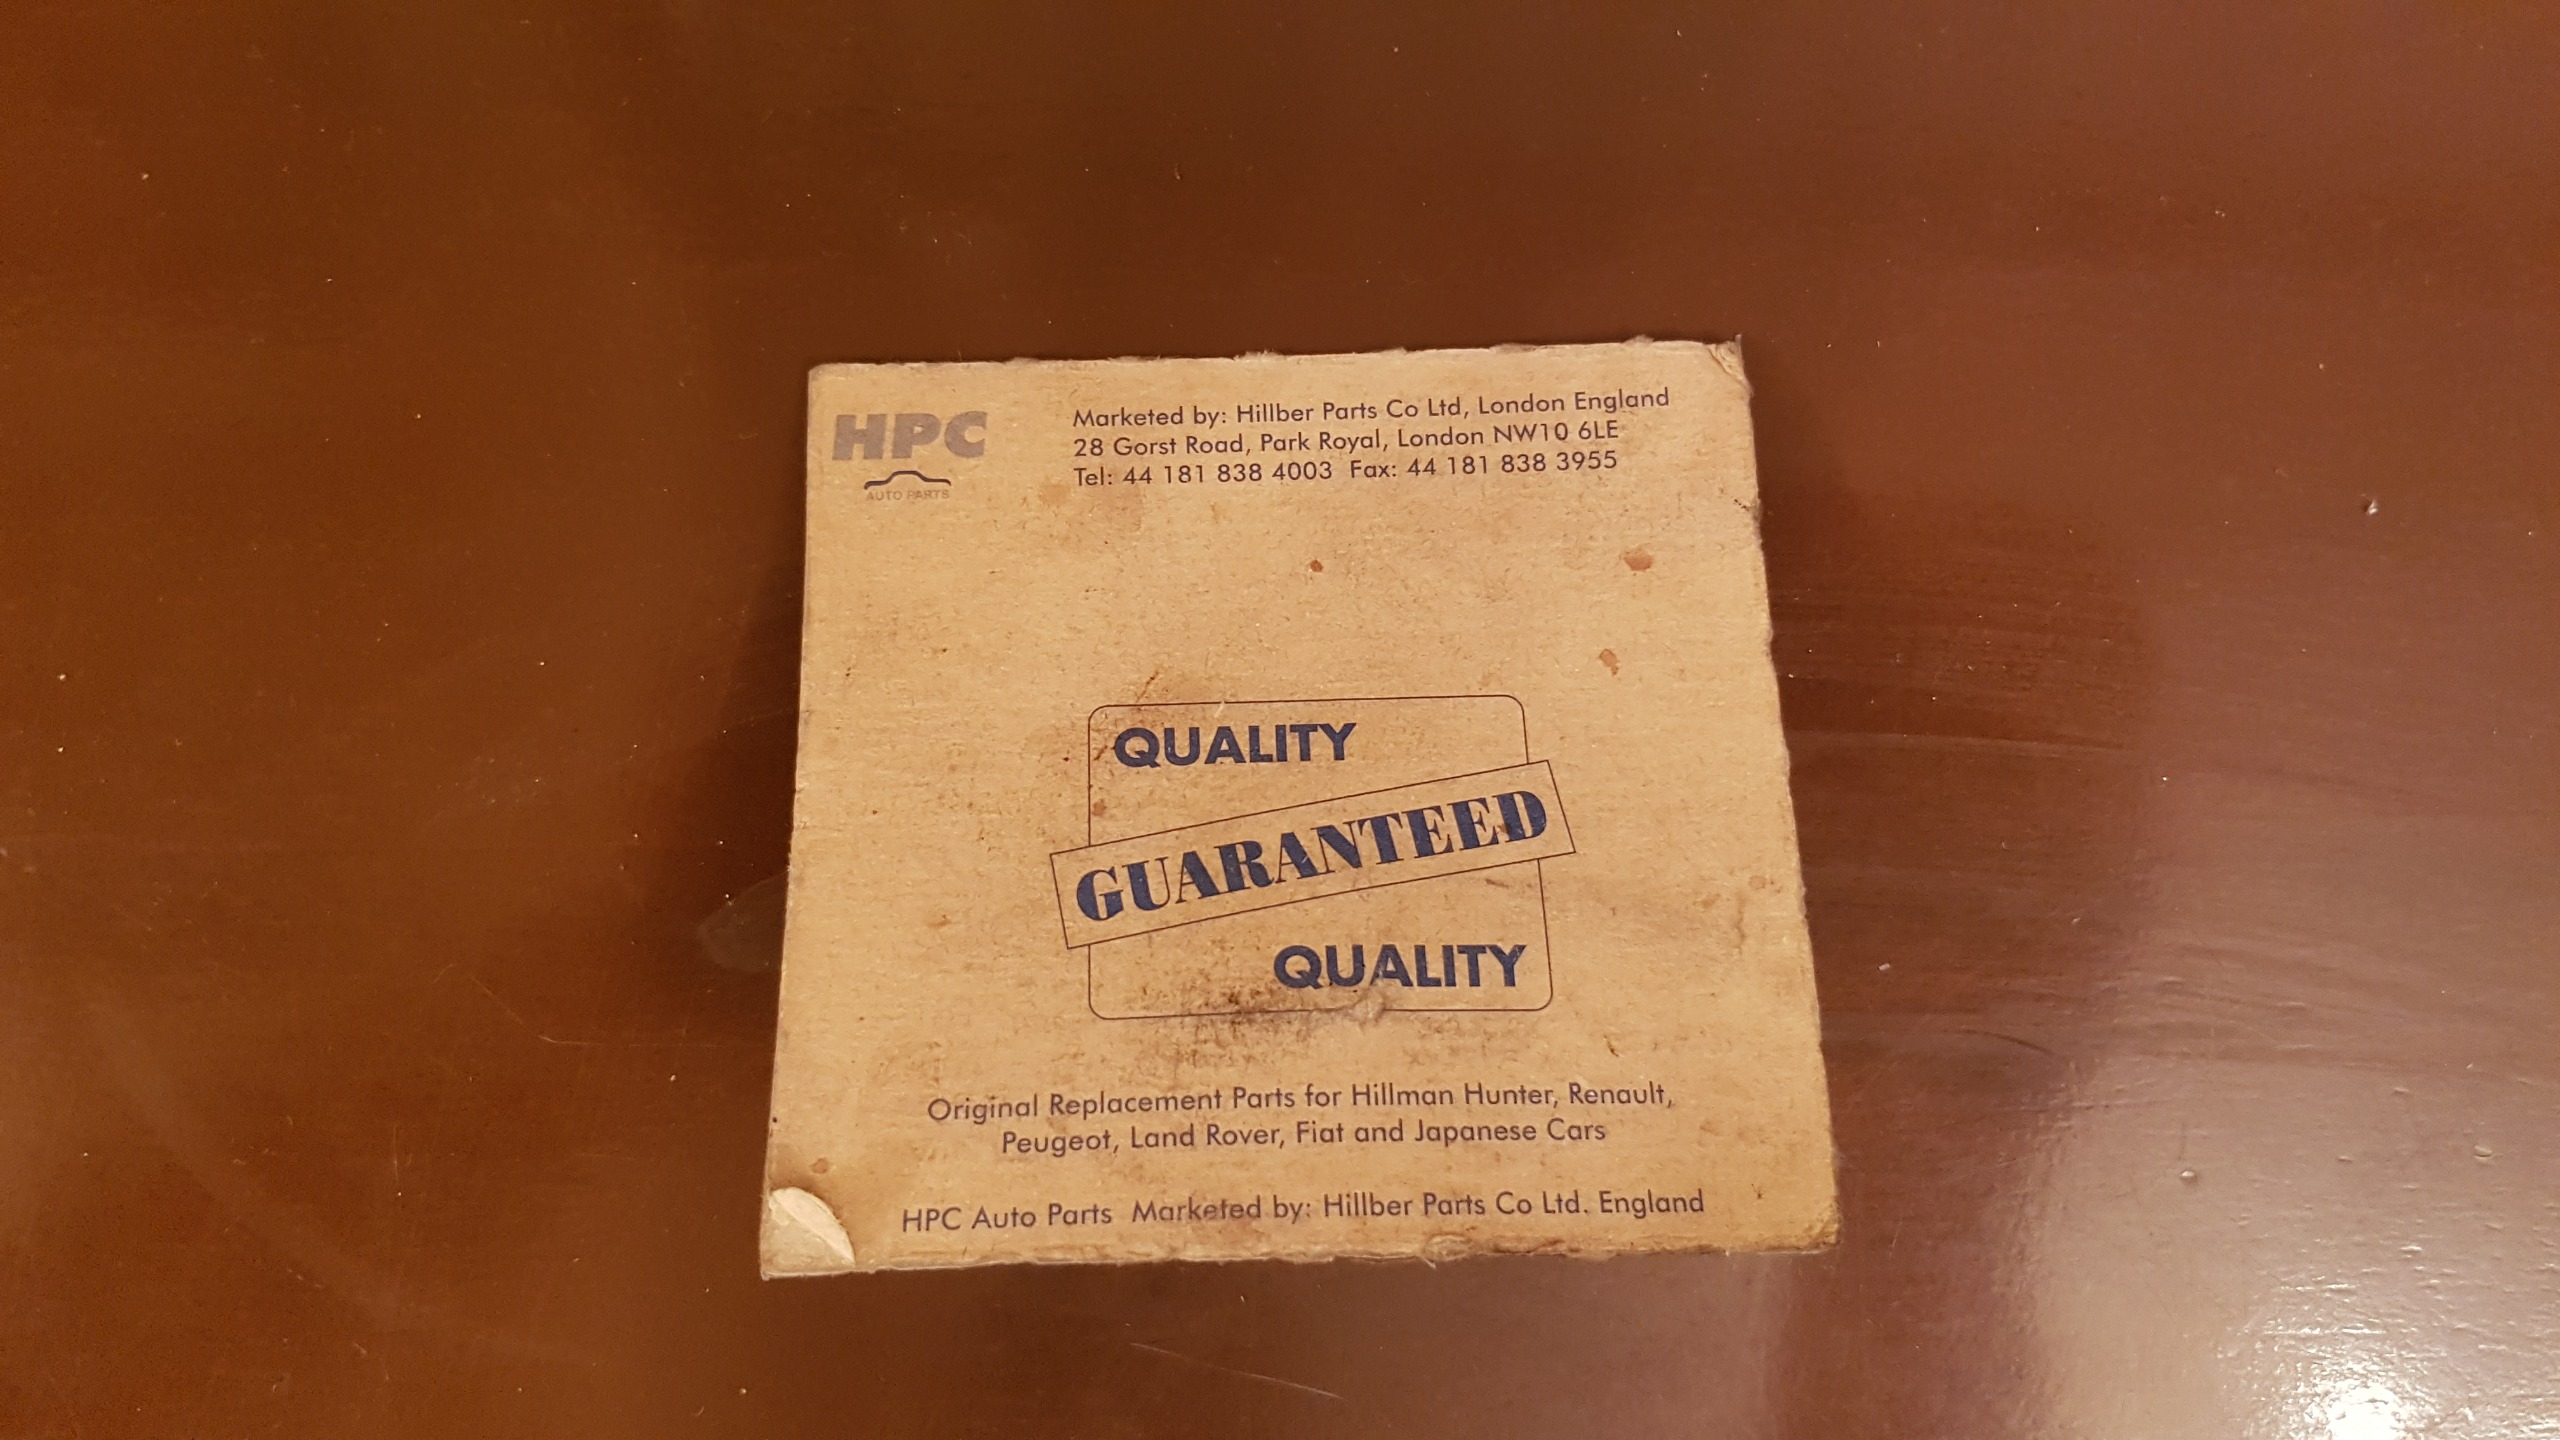 HPC
AUTO PARTS
Marketed by: Hillber Parts Co Ltd, London England
28 Gorst Road, Park Royal, London NW10 6LE
Tel: 44 181 838 4003 Fax: 44 181 838 3955
QUALITY
GUARANTEED
QUALITY
Original Replacement Parts for Hillman Hunter, Renault,
Peugeot, Land Rover, Fiat and Japanese Cars
HPC Auto Parts Marketed by: Hillber Parts Co Ltd. England